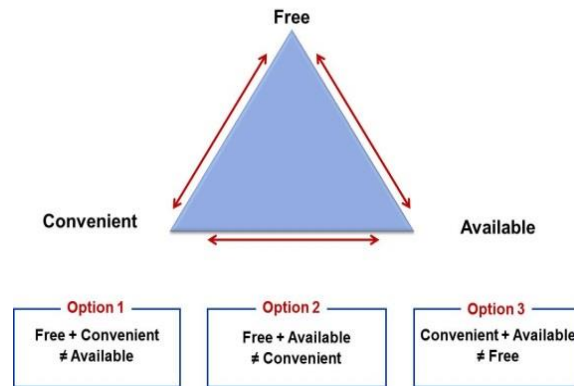 Free
Convenient
Available
Option 1
Free + Convenient
≠ Available
Option 2
Free + Available
≠ Convenient
Option 3
Convenient + Available
≠ Free